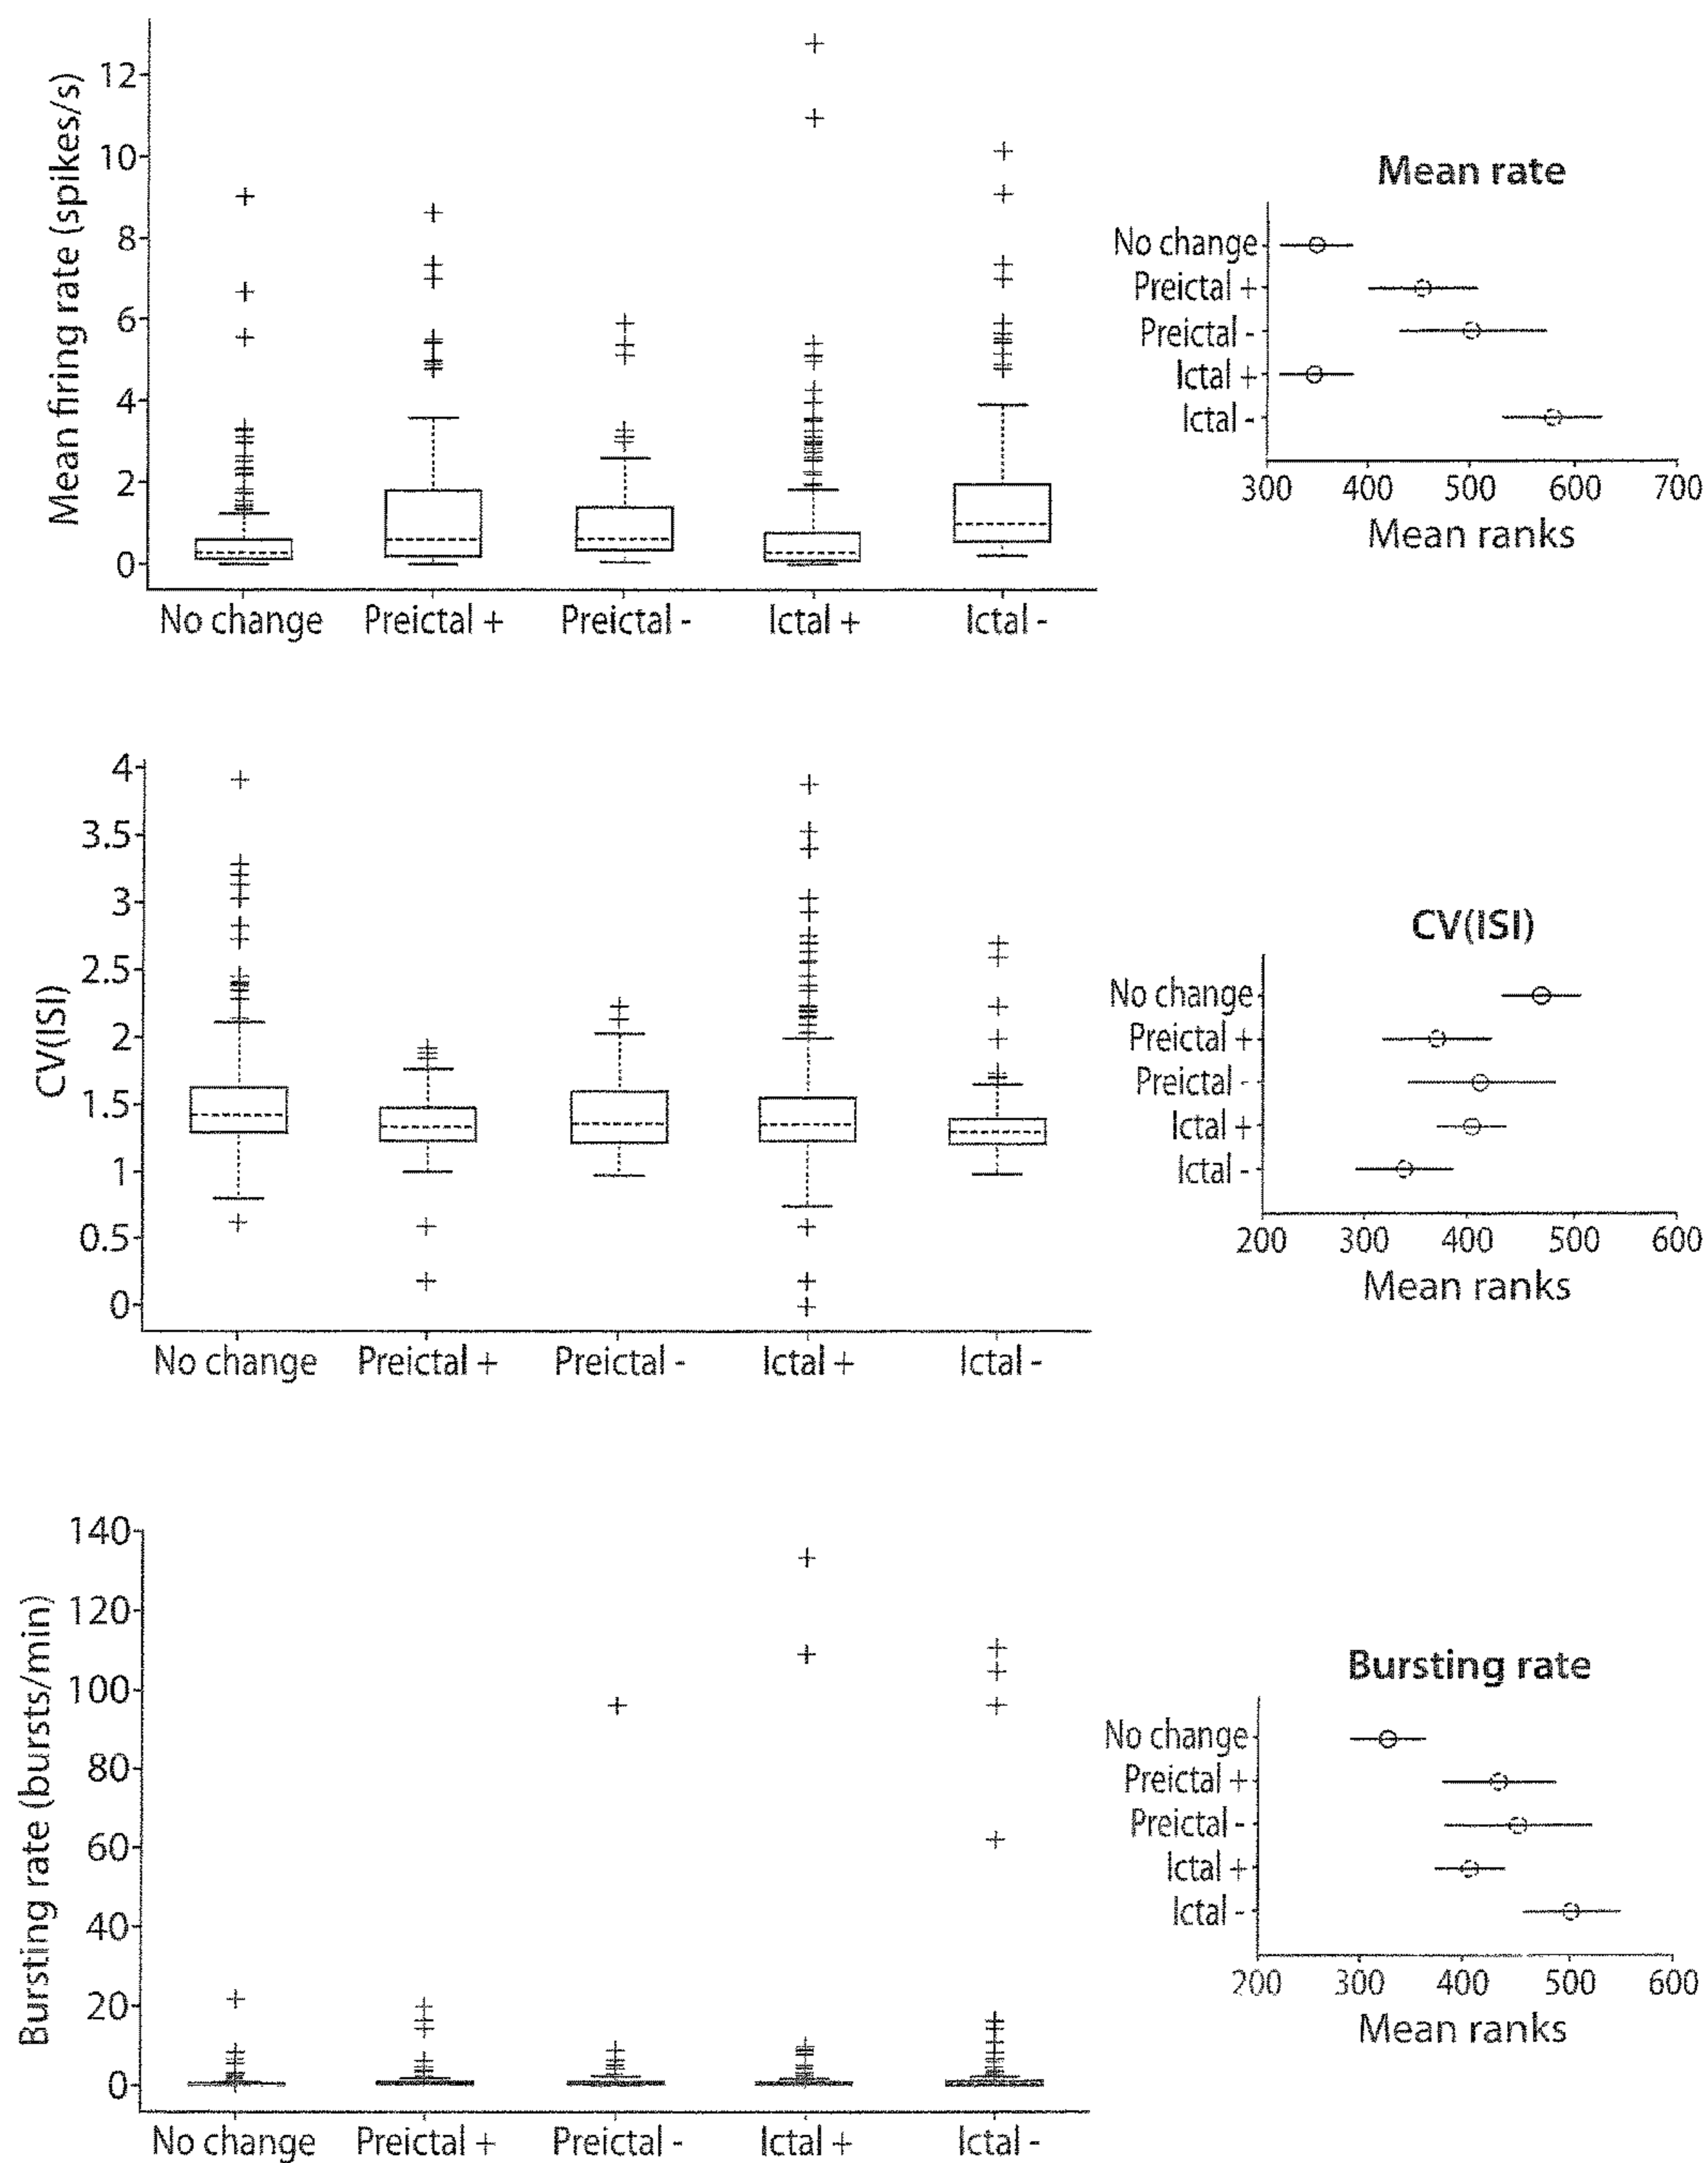 Mean firing rate (spikes/s)
12
10
8
6
4
2
0
No change Preictal + Preictal - Ictal + Ictal -
Mean rate
No change
Preictal +
Preictal -
Ictal +
Ictal -
300 400 500 600 700
Mean ranks
CV(ISI)
4
3.5
3
2.5
2
1.5
1
0.5
0
No change Preictal + Preictal - Ictal + Ictal -
CV(ISI)
No change
Preictal +
Preictal -
Ictal +
Ictal -
200 300 400 500 600
Mean ranks
Bursting rate (bursts/min)
140
120
100
80
60
40
20
0
No change Preictal + Preictal - Ictal + Ictal -
Bursting rate
No change
Preictal +
Preictal -
Ictal +
Ictal -
200 300 400 500 600
Mean ranks